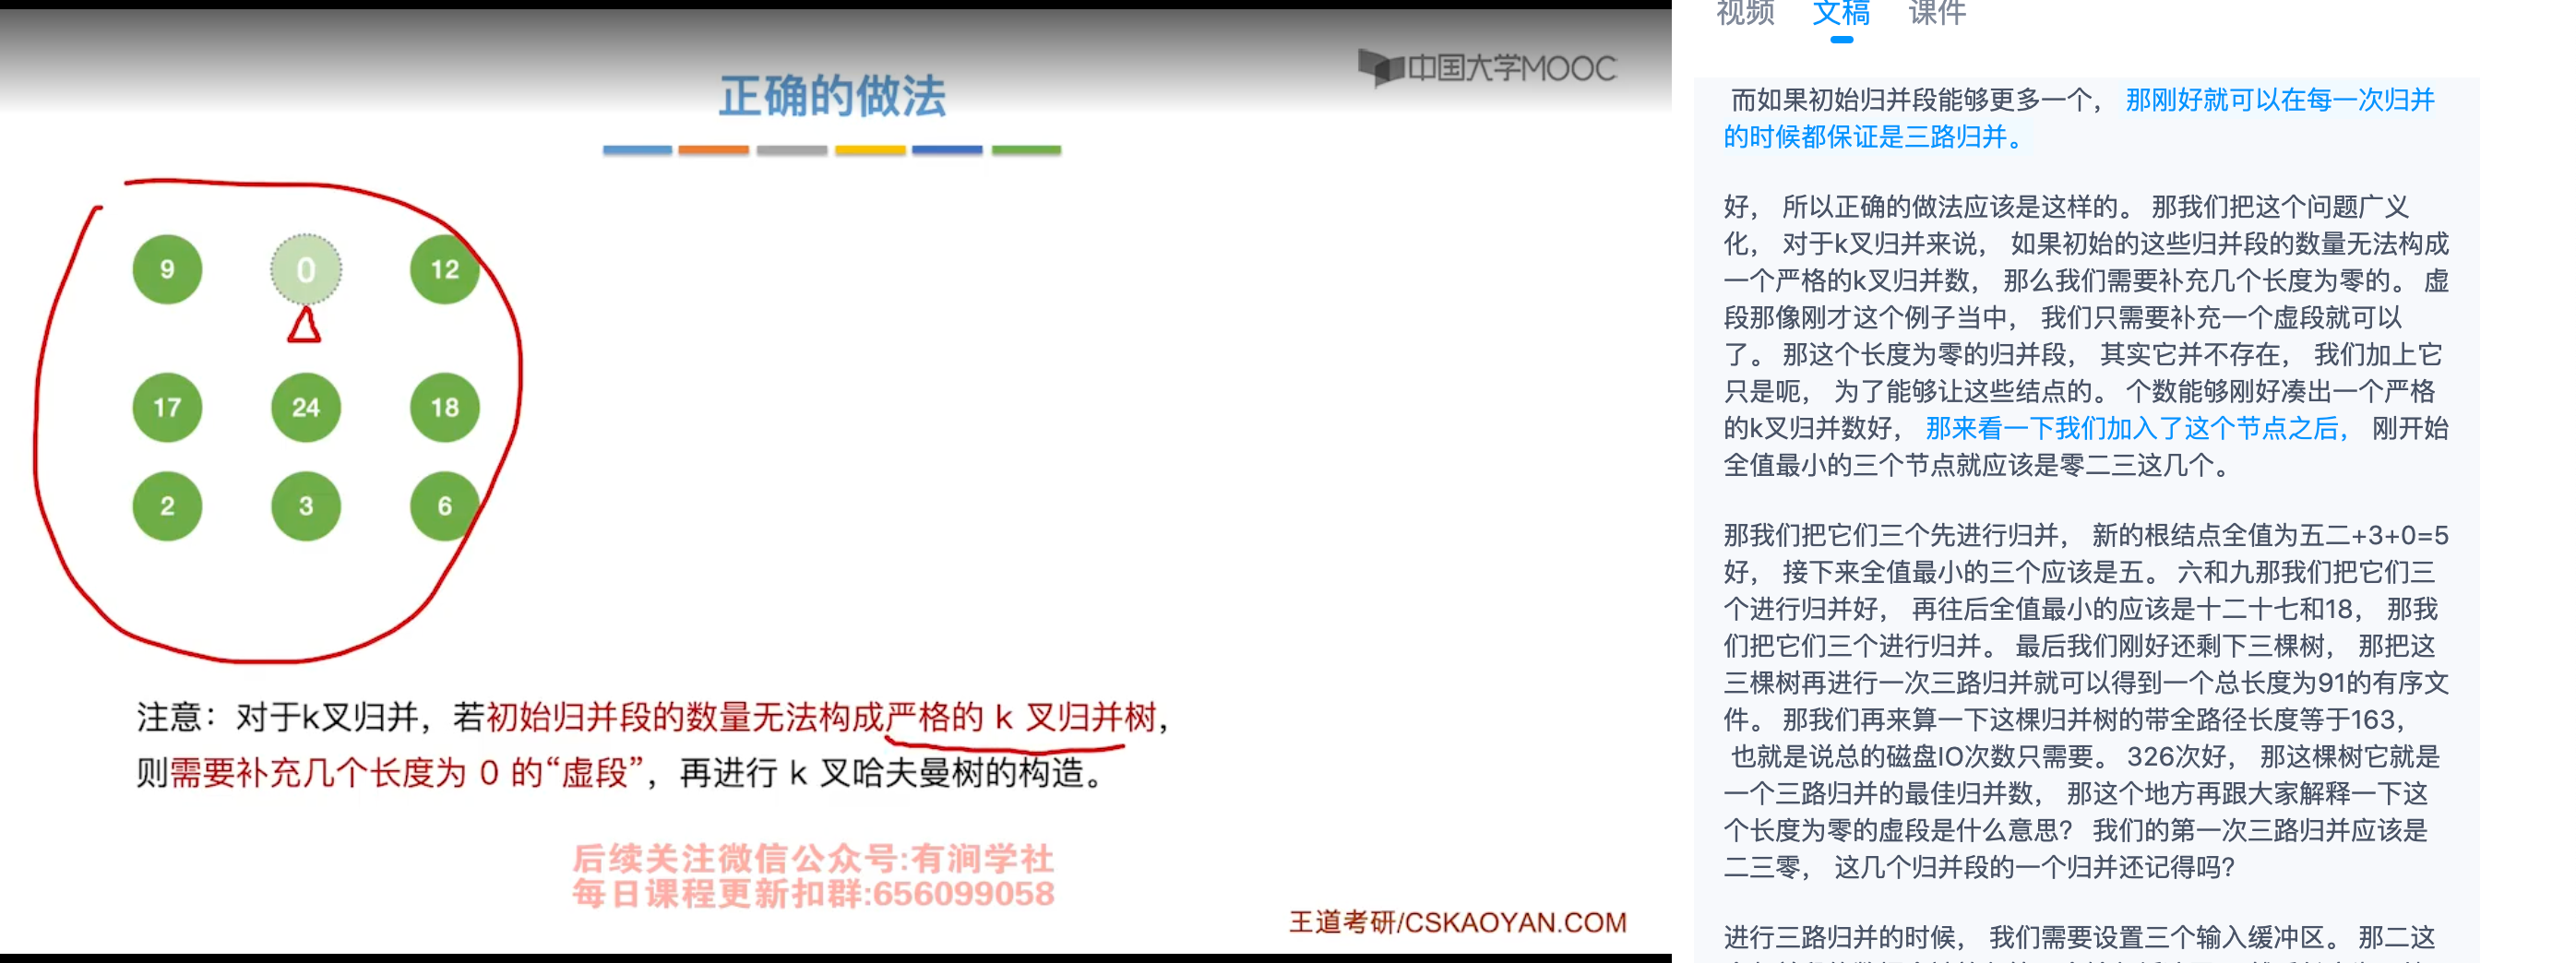 正确的做法
中国大学MOOC
9
0
12
17
24
18
2
3
6
注意：对于k叉归并，若初始归并段的数量无法构成严格的 k 叉归并树，
则需要补充几个长度为 0 的“虚段”，再进行 k 叉哈夫曼树的构造。
后续关注微信公众号:有涧学社
每日课程更新扣群:656099058
王道考研/CSKAOYAN.COM
视频 文稿 课件
而如果初始归并段能够更多一个， 那刚好就可以在每一次归并
的时候都保证是三路归并。
好， 所以正确的做法应该是这样的。 那我们把这个问题广义
化， 对于k叉归并来说， 如果初始的这些归并段的数量无法构成
一个严格的k叉归并数， 那么我们需要补充几个长度为零的。 虚
段那像刚才这个例子当中， 我们只需要补充一个虚段就可以
了。 那这个长度为零的归并段， 其实它并不存在， 我们加上它
只是呃， 为了能够让这些结点的。 个数能够刚好凑出一个严格
的k叉归并数好， 那来看一下我们加入了这个节点之后， 刚开始
全值最小的三个节点就应该是零二三这几个。
那我们把它们三个先进行归并， 新的根结点全值为五二+3+0=5
好， 接下来全值最小的三个应该是五。 六和九那我们把它们三
个进行归并好， 再往后全值最小的应该是十二十七和18， 那我
们把它们三个进行归并。 最后我们刚好还剩下三棵树， 那把这
三棵树再进行一次三路归并就可以得到一个总长度为91的有序文
件。 那我们再来算一下这棵归并树的带全路径长度等于163，
也就是说总的磁盘IO次数只需要。 326次好， 那这棵树它就是
一个三路归并的最佳归并数， 那这个地方再跟大家解释一下这
个长度为零的虚段是什么意思？ 我们的第一次三路归并应该是
二三零， 这几个归并段的一个归并还记得吗？
进行三路归并的时候， 我们需要设置三个输入缓冲区。 那二这